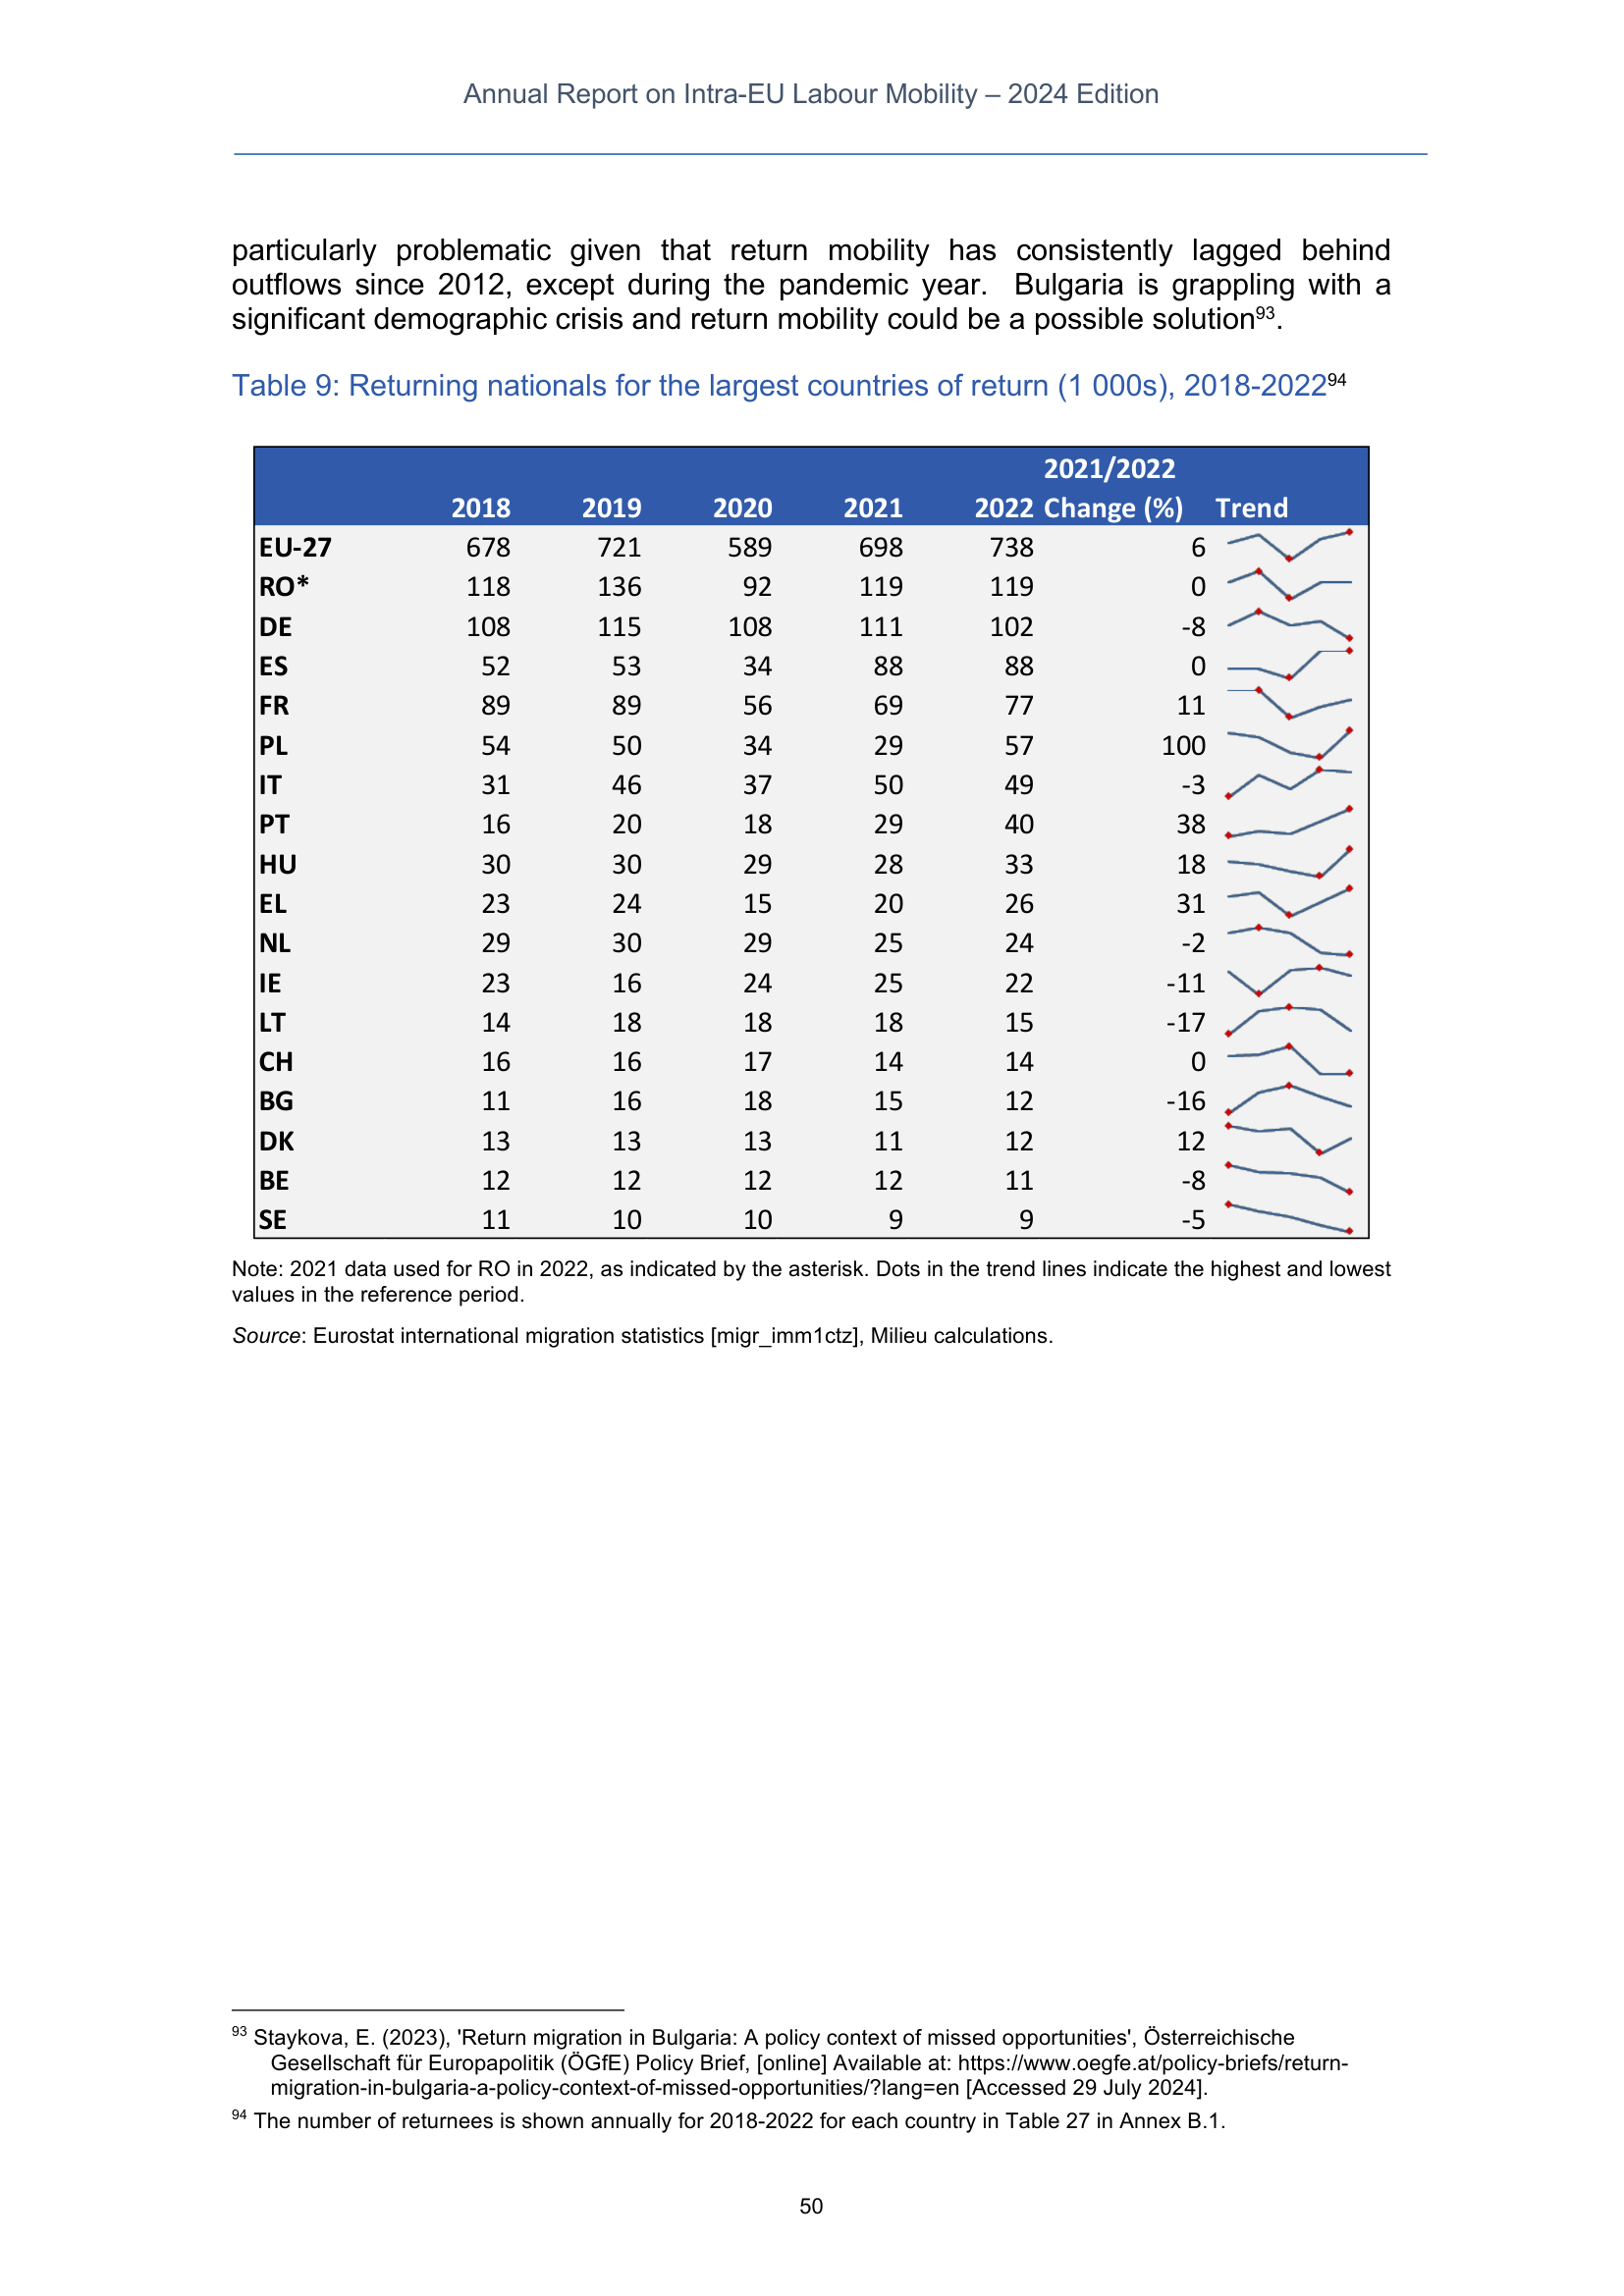 Annual Report on Intra-EU Labour Mobility – 2024 Edition
particularly problematic given that return mobility has consistently lagged behind
outflows since 2012, except during the pandemic year.  Bulgaria is grappling with a
significant demographic crisis and return mobility could be a possible solution93.
Table 9: Returning nationals for the largest countries of return (1 000s), 2018-202294
2018 2019 2020 2021 2022 2021/2022 Change (%) Trend
EU-27 678 721 589 698 738 6
RO* 118 136 92 119 119 0
DE 108 115 108 111 102 -8
ES 52 53 34 88 88 0
FR 89 89 56 69 77 11
PL 54 50 34 29 57 100
IT 31 46 37 50 49 -3
PT 16 20 18 29 40 38
HU 30 30 29 28 33 18
EL 23 24 15 20 26 31
NL 29 30 29 25 24 -2
IE 23 16 24 25 22 -11
LT 14 18 18 18 15 -17
CH 16 16 17 14 14 0
BG 11 16 18 15 12 -16
DK 13 13 13 11 12 12
BE 12 12 12 12 11 -8
SE 11 10 10 9 9 -5
Note: 2021 data used for RO in 2022, as indicated by the asterisk. Dots in the trend lines indicate the highest and lowest
values in the reference period.
Source: Eurostat international migration statistics [migr_imm1ctz], Milieu calculations.
93 Staykova, E. (2023), 'Return migration in Bulgaria: A policy context of missed opportunities', Österreichische
Gesellschaft für Europapolitik (ÖGfE) Policy Brief, [online] Available at: https://www.oegfe.at/policy-briefs/return-
migration-in-bulgaria-a-policy-context-of-missed-opportunities/?lang=en [Accessed 29 July 2024].
94 The number of returnees is shown annually for 2018-2022 for each country in Table 27 in Annex B.1.
50